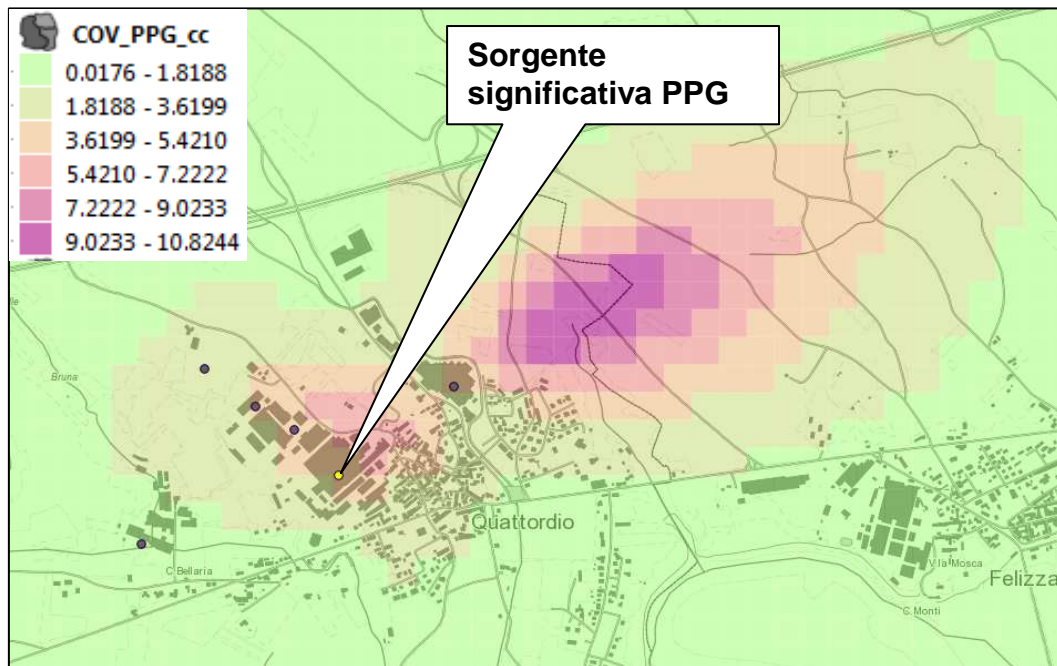 COV_PPG_cc
0.0176 - 1.8188
1.8188 - 3.6199
3.6199 - 5.4210
5.4210 - 7.2222
7.2222 - 9.0233
9.0233 - 10.8244
Sorgente
significativa PPG
Bruna
Quattordio
C Bellaria
V la Mosca
Felizza
C Monti